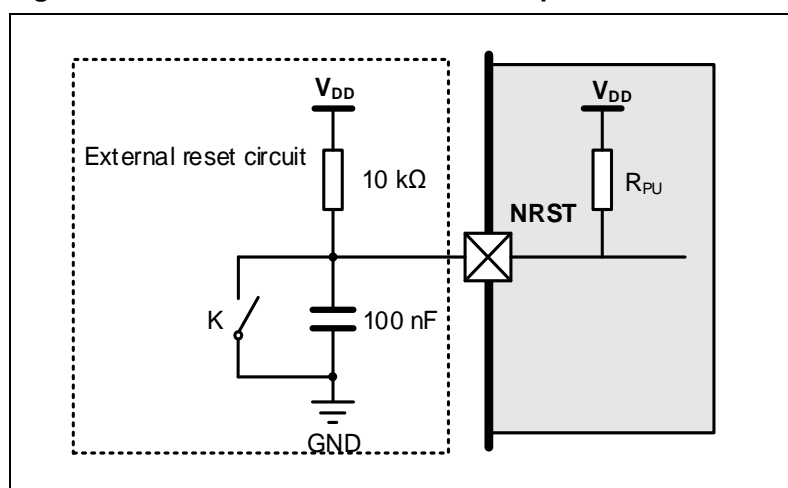 V_DD
External reset circuit
10 kΩ
K
100 nF
GND
NRST
V_DD
R_PU